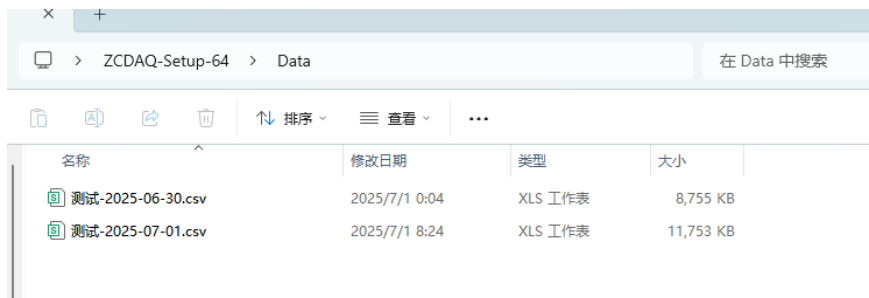 ZCDAQ-Setup-64 > Data 在 Data 中搜索
排序 查看 ...
名称 修改日期 类型 大小
测试-2025-06-30.csv 2025/7/1 0:04 XLS 工作表 8,755 KB
测试-2025-07-01.csv 2025/7/1 8:24 XLS 工作表 11,753 KB